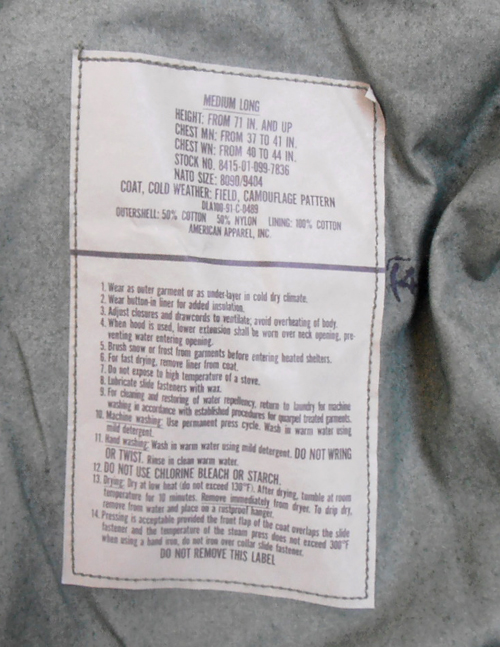 MEDIUM LONG
HEIGHT: FROM 71 IN. AND UP
CHEST MN: FROM 37 TO 41 IN.
CHEST WN: FROM 40 TO 44 IN.
STOCK NO. 8415-01-099-7836
NATO SIZE: 8090/9404
COAT, COLD WEATHER: FIELD, CAMOUFLAGE PATTERN
DLA100-91-C-0489
OUTERSHELL: 50% COTTON 50% NYLON LINING: 100% COTTON
AMERICAN APPAREL, INC.
1. Wear as outer garment or as under-layer in cold dry climate.
2. Wear button-in liner for added insulation.
3. Adjust closures and drawcords to ventilate; avoid overheating of body.
4. When hood is used, lower extension shall be worn over neck opening, pre-
venting water entering opening.
5. Brush snow or frost from garments before entering heated shelters.
6. For fast drying, remove liner from coat.
7. Do not expose to high temperature of a stove.
8. Lubricate slide fasteners with wax.
9. For cleaning and restoring of water repellency, return to laundry for machine
washing in accordance with established procedures for quarpel treated garments.
10. Machine washing: Use permanent press cycle. Wash in warm water using
mild detergent.
11. Hand washing: Wash in warm water using mild detergent. DO NOT WRING
OR TWIST. Rinse in clean warm water.
12. DO NOT USE CHLORINE BLEACH OR STARCH.
13. Drying: Dry at low heat (do not exceed 130°F). After drying, tumble at room
temperature for 10 minutes. Remove immediately from dryer. To drip dry,
remove from water and place on a rustproof hanger.
14. Pressing is acceptable provided the front flap of the coat overlaps the slide
fastener and the temperature of the steam press does not exceed 300°F
when using a hand iron, do not iron over collar slide fastener.
DO NOT REMOVE THIS LABEL